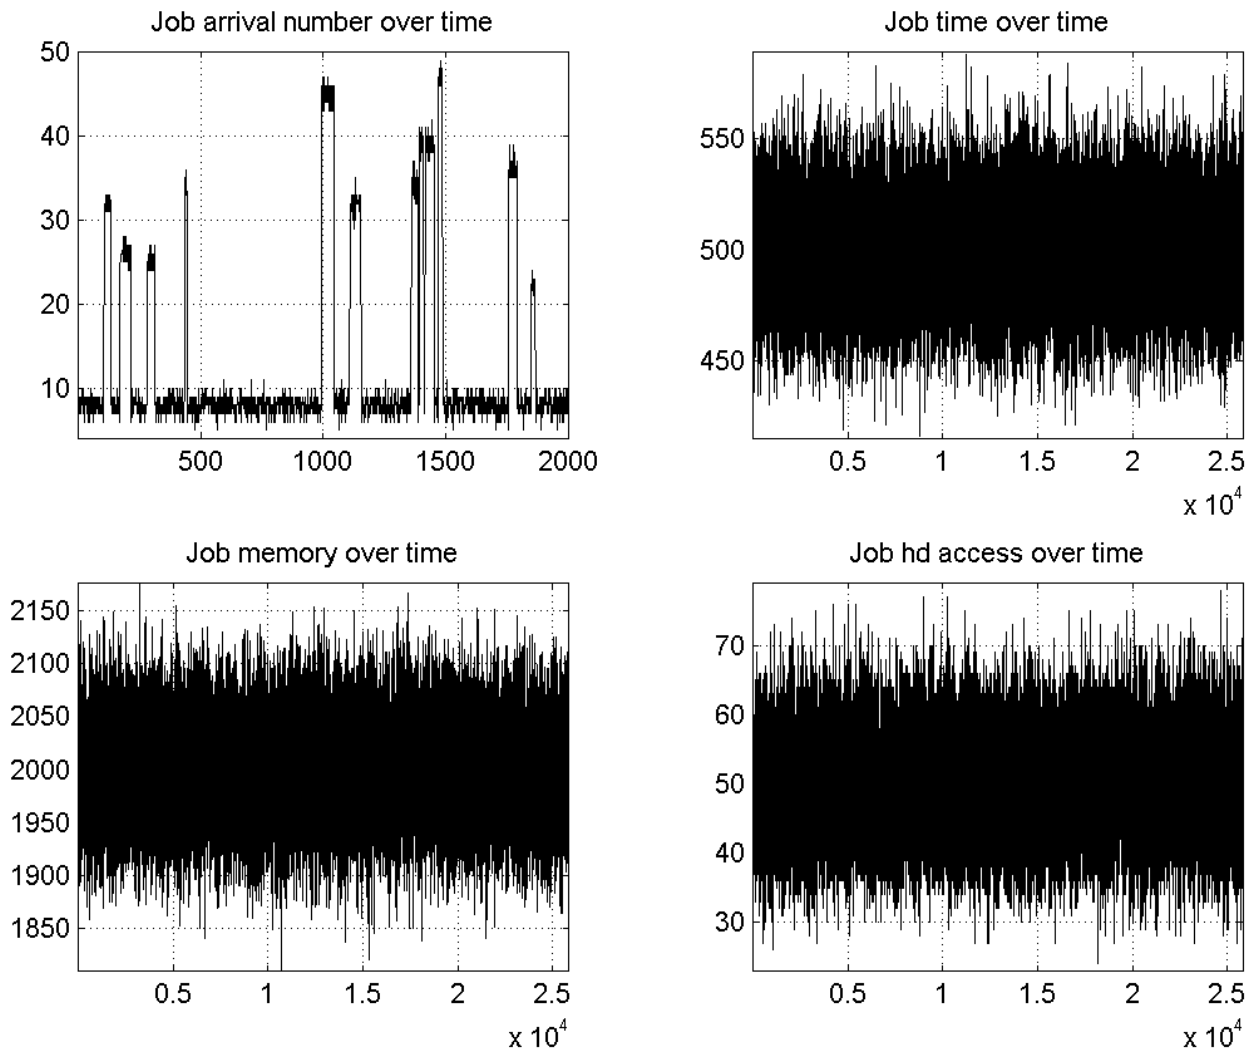 Job arrival number over time
50
40
30
20
10
500 1000 1500 2000
Job time over time
550
500
450
0.5 1 1.5 2 2.5
x 10^4
Job memory over time
2150
2100
2050
2000
1950
1900
1850
0.5 1 1.5 2 2.5
x 10^4
Job hd access over time
70
60
50
40
30
0.5 1 1.5 2 2.5
x 10^4